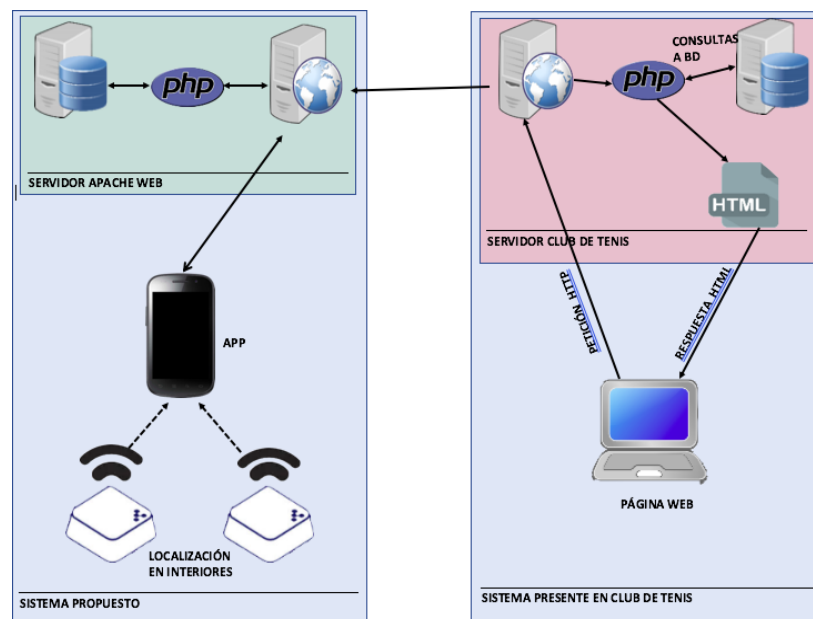 php
SERVIDOR APACHE WEB
APP
LOCALIZACIÓN
EN INTERIORES
SISTEMA PROPUESTO
CONSULTAS
A BD
php
HTML
SERVIDOR CLUB DE TENIS
PETICIÓN HTTP
RESPUESTA HTML
PÁGINA WEB
SISTEMA PRESENTE EN CLUB DE TENIS